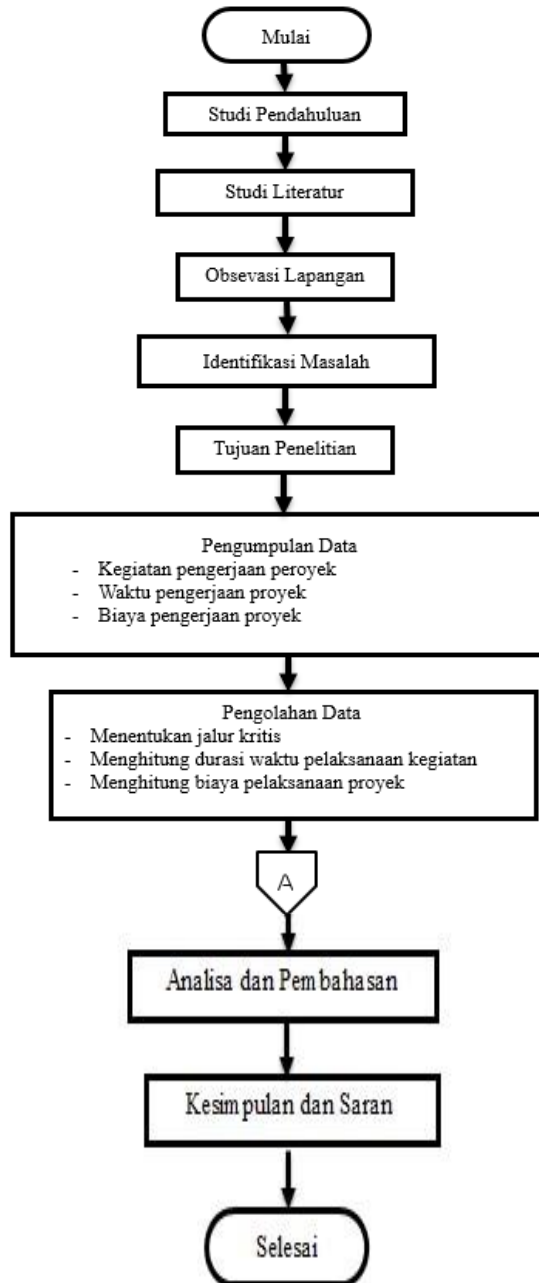 Mulai
Studi Pendahuluan
Studi Literatur
Obsevasi Lapangan
Identifikasi Masalah
Tujuan Penelitian
Pengumpulan Data
- Kegiatan pengerjaan peroyek
- Waktu pengerjaan proyek
- Biaya pengerjaan proyek
Pengolahan Data
- Menentukan jalur kritis
- Menghitung durasi waktu pelaksanaan kegiatan
- Menghitung biaya pelaksanaan proyek
A
Analisa dan Pembahasan
Kesimpulan dan Saran
Selesai